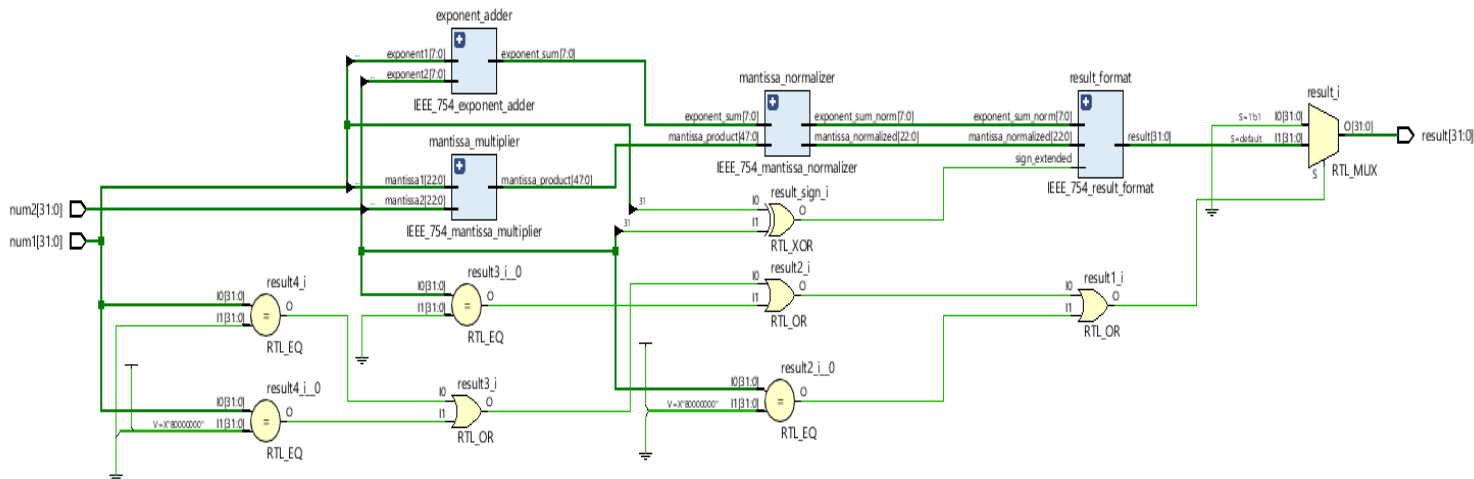 exponent_adder
exponent1[7:0]
exponent_sum[7:0]
exponent2[7:0]
IEEE_754_exponent_adder
mantissa_multiplier
mantissa1[22:0]
mantissa_product[47:0]
mantissa2[22:0]
IEEE_754_mantissa_multiplier
mantissa_normalizer
exponent_sum[7:0]
exponent_sum_norm[7:0]
mantissa_product[47:0]
mantissa_normalized[22:0]
IEEE_754_mantissa_normalizer
result_format
exponent_sum_norm[7:0]
mantissa_normalized[22:0]
result[31:0]
sign_extended
IEEE_754_result_format
result_i
S=1'b1
I0[31:0]
S=default
I1[31:0]
O[31:0]
S
RTL_MUX
result[31:0]
num2[31:0]
num1[31:0]
31
31
result_sign_i
I0
I1
O
RTL_XOR
result4_i
I0[31:0]
I1[31:0]
O
RTL_EQ
result3_i__0
I0[31:0]
I1[31:0]
O
RTL_EQ
result2_i
I0
I1
O
RTL_OR
result1_i
I0
I1
O
RTL_OR
result4_i__0
I0[31:0]
V=X"80000000"
I1[31:0]
O
RTL_EQ
result3_i
I0
I1
O
RTL_OR
result2_i__0
I0[31:0]
V=X"80000000"
I1[31:0]
O
RTL_EQ